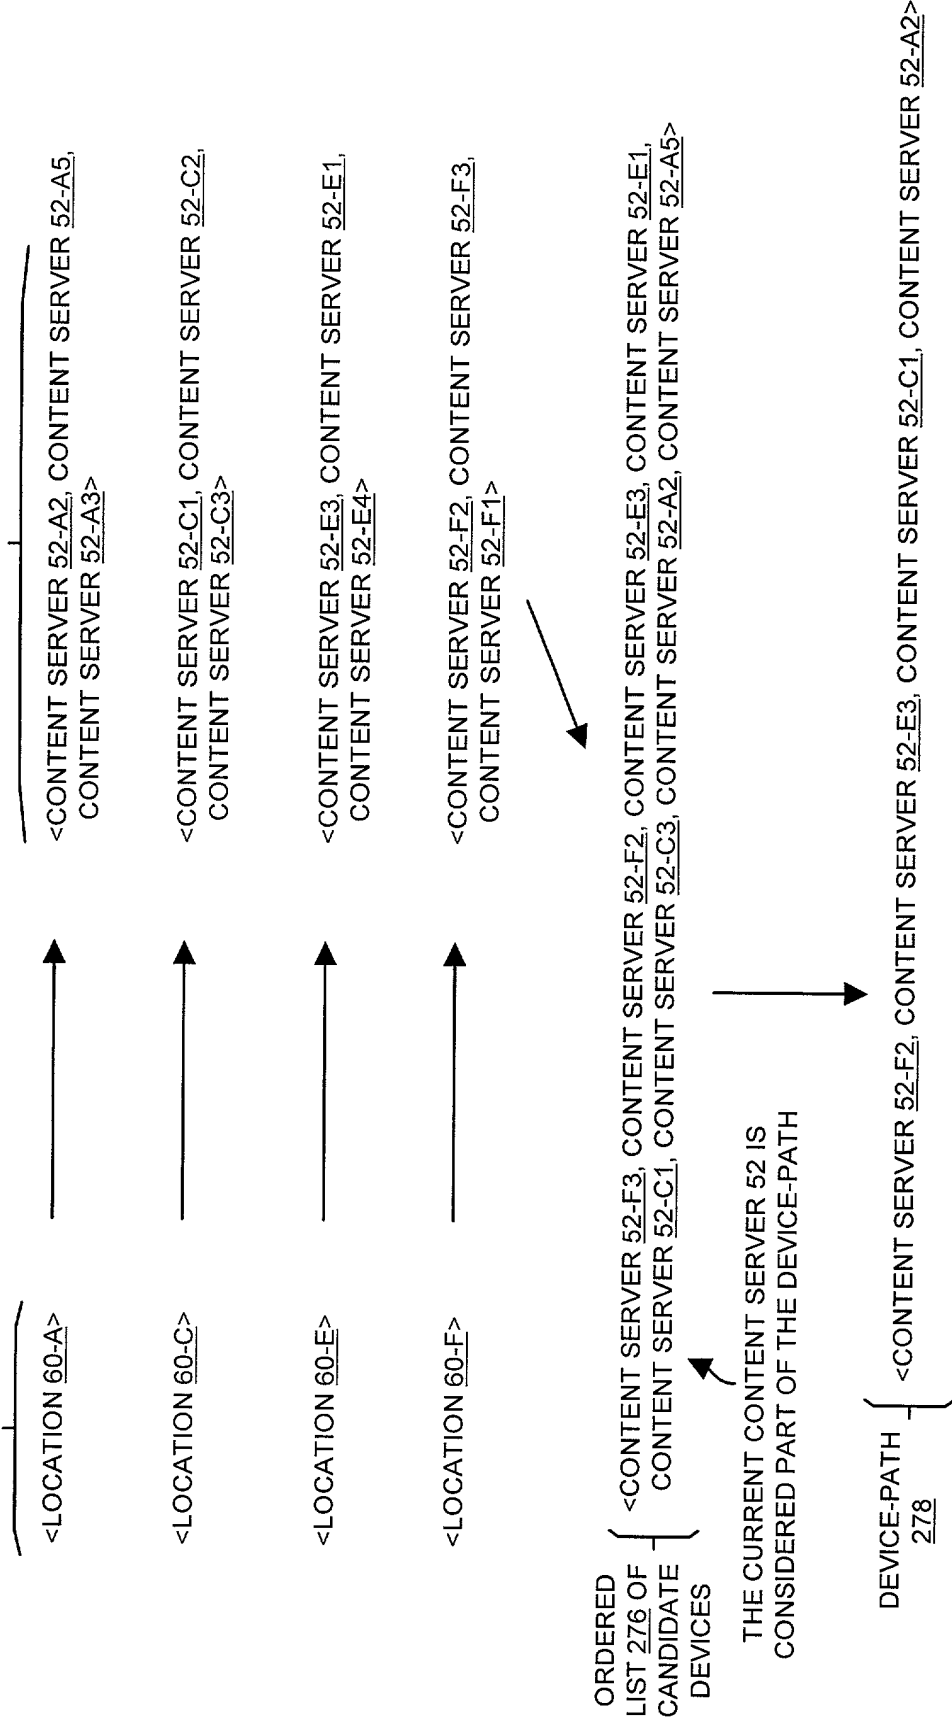 <LOCATION 60-A>
<CONTENT SERVER 52-A2, CONTENT SERVER 52-A5,
CONTENT SERVER 52-A3>
<LOCATION 60-C>
<CONTENT SERVER 52-C1, CONTENT SERVER 52-C2,
CONTENT SERVER 52-C3>
<LOCATION 60-E>
<CONTENT SERVER 52-E3, CONTENT SERVER 52-E1,
CONTENT SERVER 52-E4>
<LOCATION 60-F>
<CONTENT SERVER 52-F2, CONTENT SERVER 52-F3,
CONTENT SERVER 52-F1>
ORDERED
LIST 276 OF
CANDIDATE
DEVICES
<CONTENT SERVER 52-F3, CONTENT SERVER 52-F2, CONTENT SERVER 52-E3, CONTENT SERVER 52-E1,
CONTENT SERVER 52-C1, CONTENT SERVER 52-C3, CONTENT SERVER 52-A2, CONTENT SERVER 52-A5>
THE CURRENT CONTENT SERVER 52 IS
CONSIDERED PART OF THE DEVICE-PATH
DEVICE-PATH
278
<CONTENT SERVER 52-F2, CONTENT SERVER 52-E3, CONTENT SERVER 52-C1, CONTENT SERVER 52-A2>